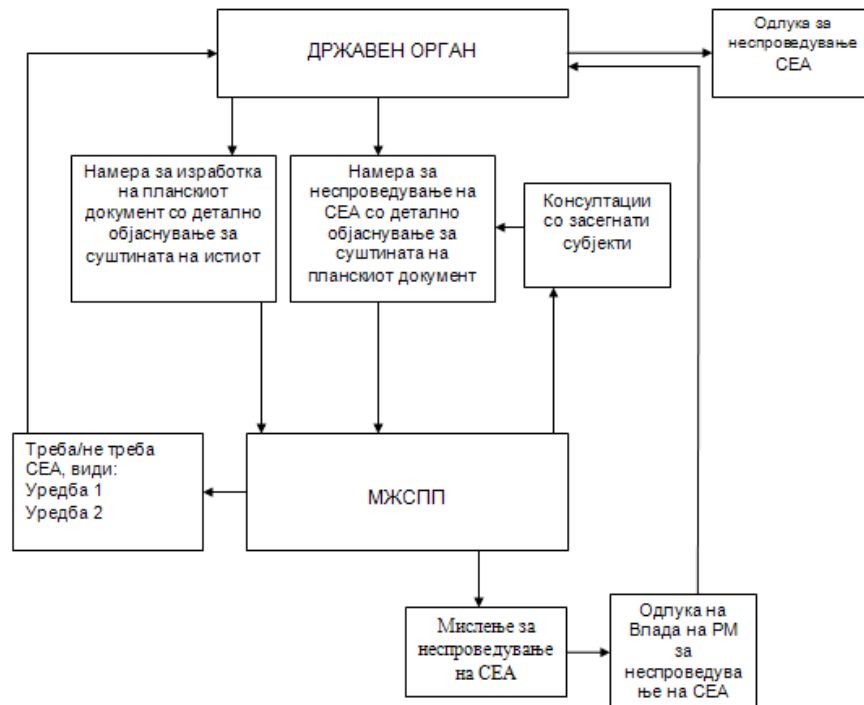 ДРЖАВЕН ОРГАН
Одлука за
неспроведување
СЕА
Намера за изработка
на планскиот
документ со детално
објаснување за
суштината на истиот
Намера за
неспроведување на
СЕА со детално
објаснување за
суштината на
планскиот документ
Консултации
со засегнати
субјекти
Треба/не треба
СЕА, види:
Уредба 1
Уредба 2
МЖСПП
Мислење за
неспроведување
на СЕА
Одлука на
Влада на РМ
за
неспроведува
ње на СЕА